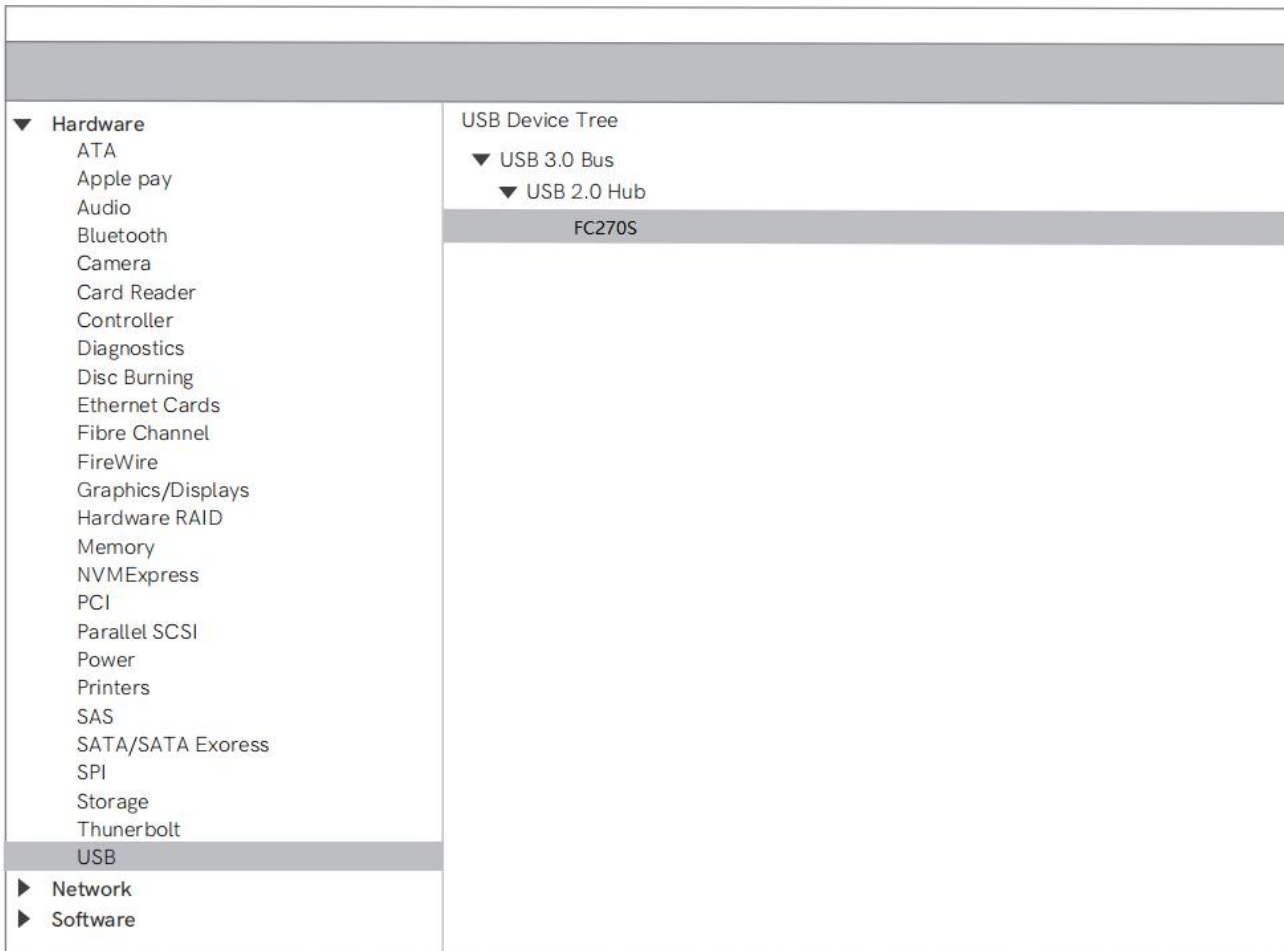 Hardware
ATA
Apple pay
Audio
Bluetooth
Camera
Card Reader
Controller
Diagnostics
Disc Burning
Ethernet Cards
Fibre Channel
FireWire
Graphics/Displays
Hardware RAID
Memory
NVMExpress
PCI
Parallel SCSI
Power
Printers
SAS
SATA/SATA Exoress
SPI
Storage
Thunerbolt
USB
Network
Software
USB Device Tree
USB 3.0 Bus
USB 2.0 Hub
FC270S